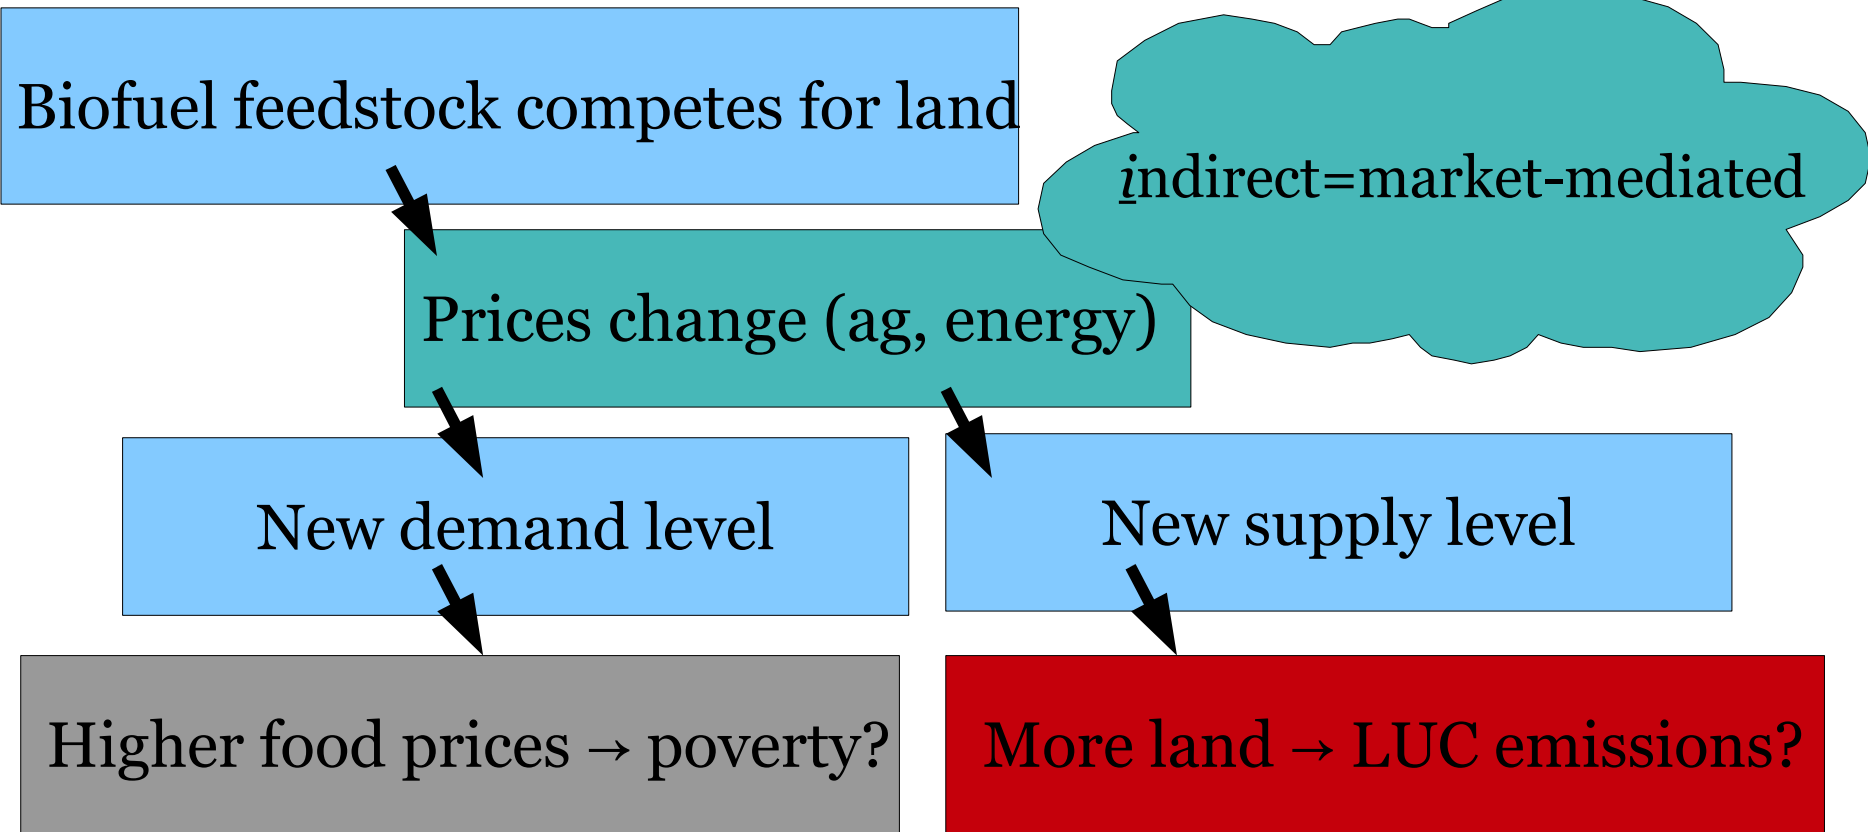 Biofuel feedstock competes for land
indirect=market-mediated
Prices change (ag, energy)
New demand level
New supply level
Higher food prices → poverty?
More land → LUC emissions?